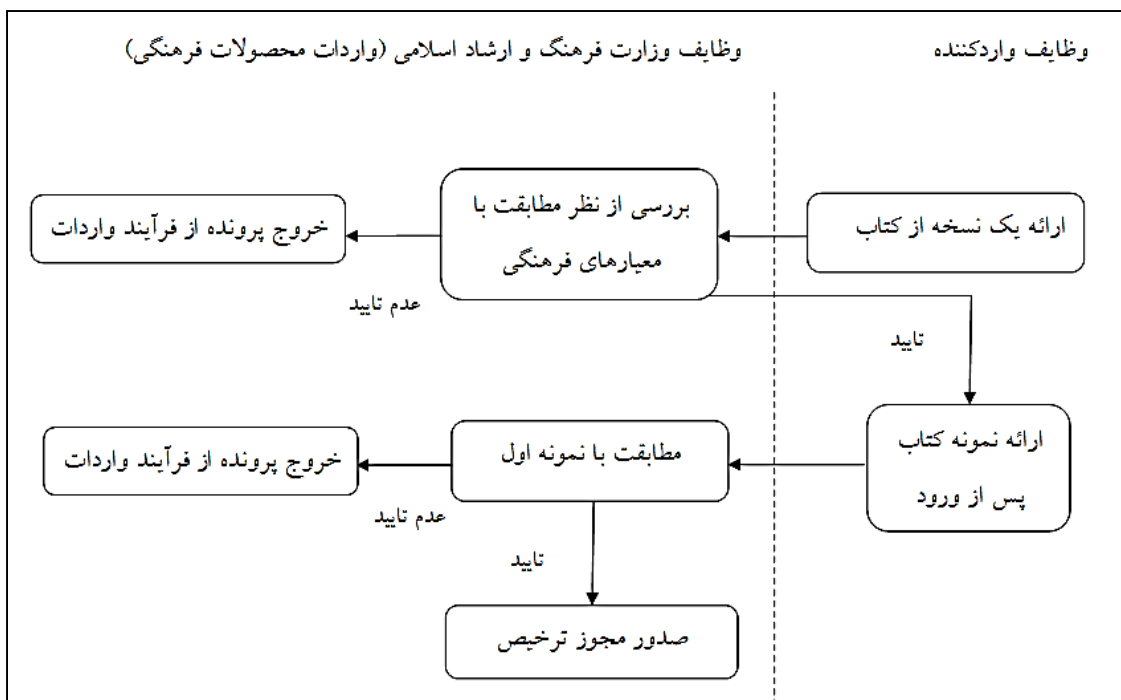 وظایف واردکننده
وظایف وزارت فرهنگ و ارشاد اسلامی (واردات محصولات فرهنگی)
ارائه یک نسخه از کتاب
بررسی از نظر مطابقت با
معیارهای فرهنگی
خروج پرونده از فرآیند واردات
عدم تایید
تایید
ارائه نمونه کتاب
پس از ورود
مطابقت با نمونه اول
خروج پرونده از فرآیند واردات
عدم تایید
تایید
صدور مجوز ترخیص